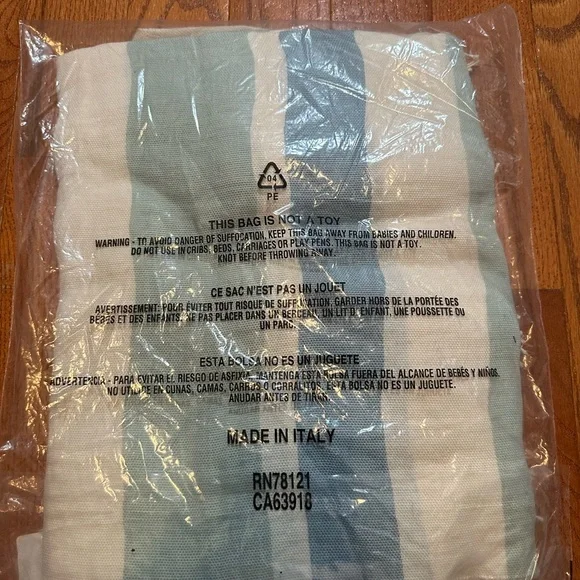 04
PE
THIS BAG IS NOT A TOY
WARNING - TO AVOID DANGER OF SUFFOCATION, KEEP THIS BAG AWAY FROM BABIES AND CHILDREN.
DO NOT USE IN CRIBS, BEDS, CARRIAGES OR PLAY PENS. THIS BAG IS NOT A TOY.
KNOT BEFORE THROWING AWAY.
CE SAC N'EST PAS UN JOUET
AVERTISSEMENT: POUR ÉVITER TOUT RISQUE DE SUFFOCATION, GARDER HORS DE LA PORTÉE DES
BÉBÉS ET DES ENFANTS. NE PAS PLACER DANS UN BERCEAU, UN LIT D'ENFANT, UNE POUSSETTE OU
UN PARC.
ESTA BOLSA NO ES UN JUGUETE
ADVERTENCIA - PARA EVITAR EL RIESGO DE ASFIXIA, MANTENGA ESTA BOLSA FUERA DEL ALCANCE DE BEBÉS Y NIÑOS.
NO UTILICE EN CUNAS, CAMAS, CARROS O CORRALITOS. ESTA BOLSA NO ES UN JUGUETE.
ANUDAR ANTES DE TIRAR.
MADE IN ITALY
RN78121
CA63918